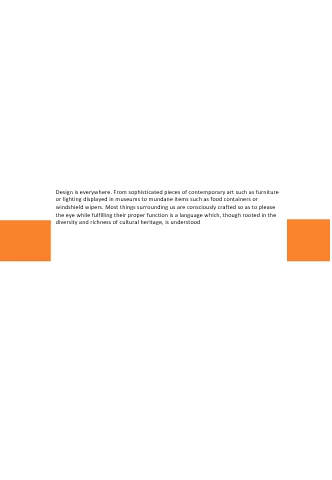 Design is everywhere. From sophisticated pieces of contemporary art such as furniture
or lighting displayed in museums to mundane items such as food containers or
windshield wipers. Most things surrounding us are consciously crafted so as to please
the eye while fulfilling their proper function is a language which, though rooted in the
diversity and richness of cultural heritage, is understood